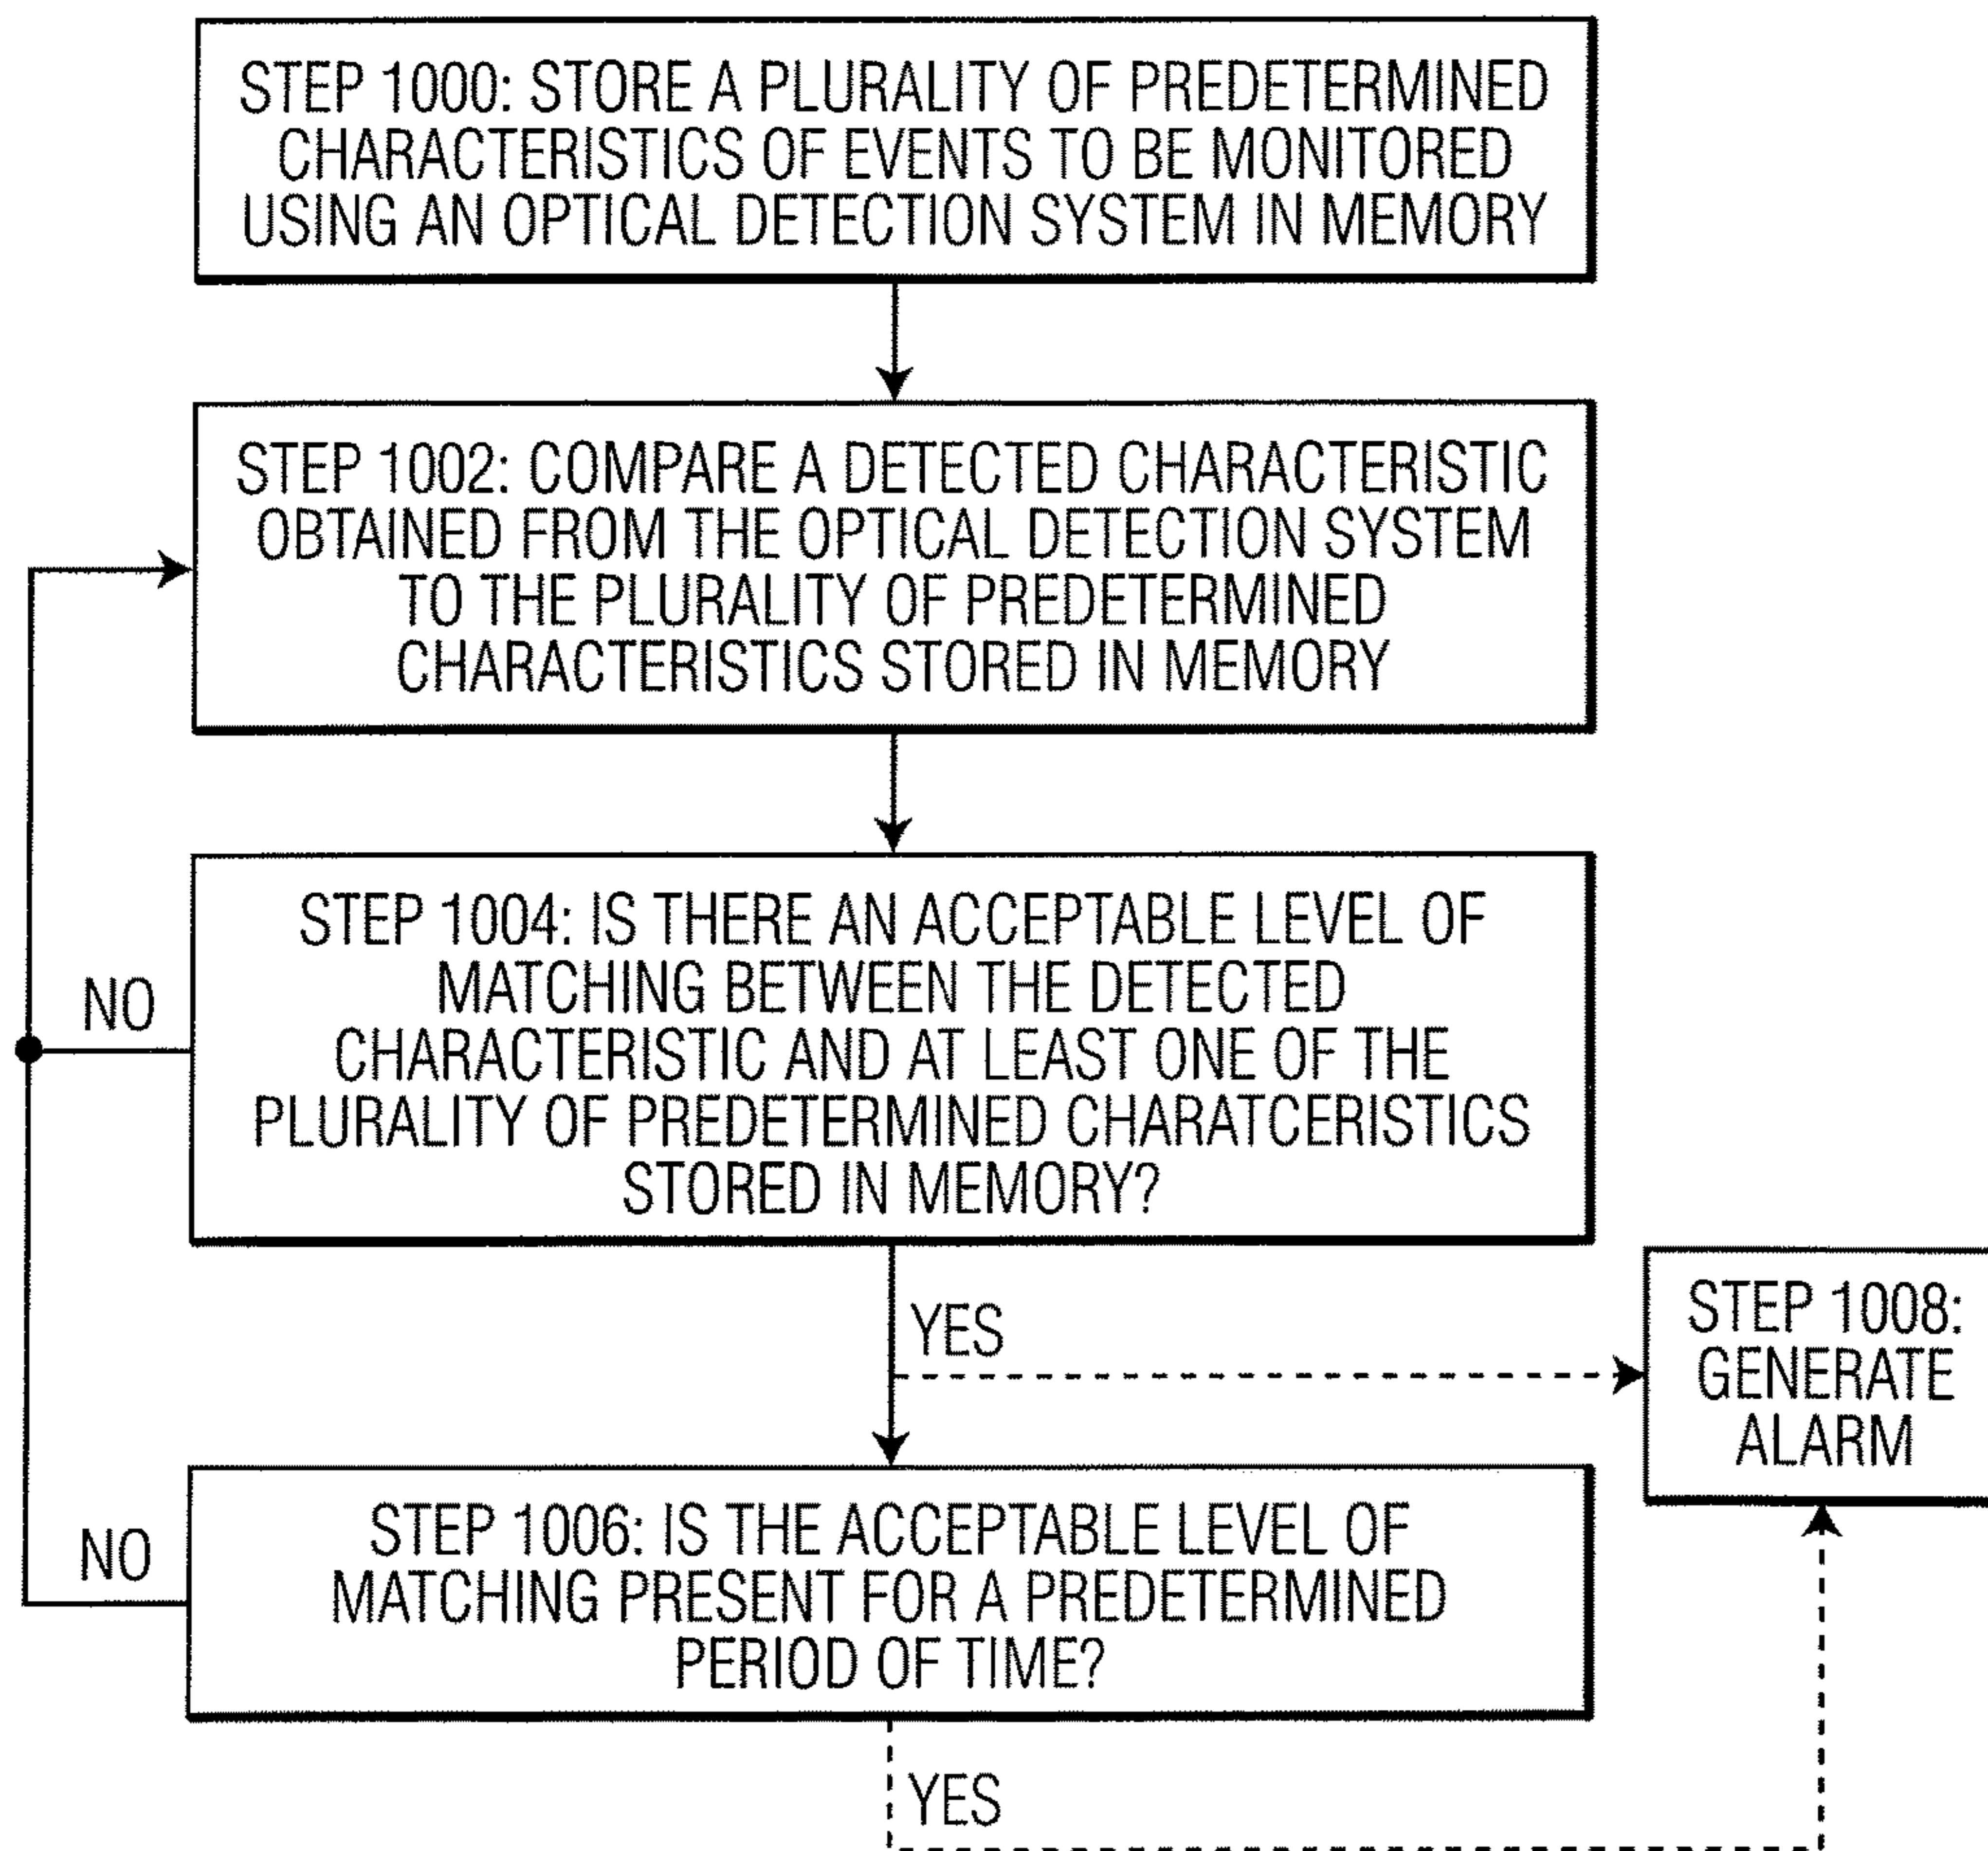 STEP 1000: STORE A PLURALITY OF PREDETERMINED
CHARACTERISTICS OF EVENTS TO BE MONITORED
USING AN OPTICAL DETECTION SYSTEM IN MEMORY
STEP 1002: COMPARE A DETECTED CHARACTERISTIC
OBTAINED FROM THE OPTICAL DETECTION SYSTEM
TO THE PLURALITY OF PREDETERMINED
CHARACTERISTICS STORED IN MEMORY
STEP 1004: IS THERE AN ACCEPTABLE LEVEL OF
MATCHING BETWEEN THE DETECTED
CHARACTERISTIC AND AT LEAST ONE OF THE
PLURALITY OF PREDETERMINED CHARATCERISTICS
STORED IN MEMORY?
NO
YES
STEP 1008:
GENERATE
ALARM
STEP 1006: IS THE ACCEPTABLE LEVEL OF
MATCHING PRESENT FOR A PREDETERMINED
PERIOD OF TIME?
NO
YES